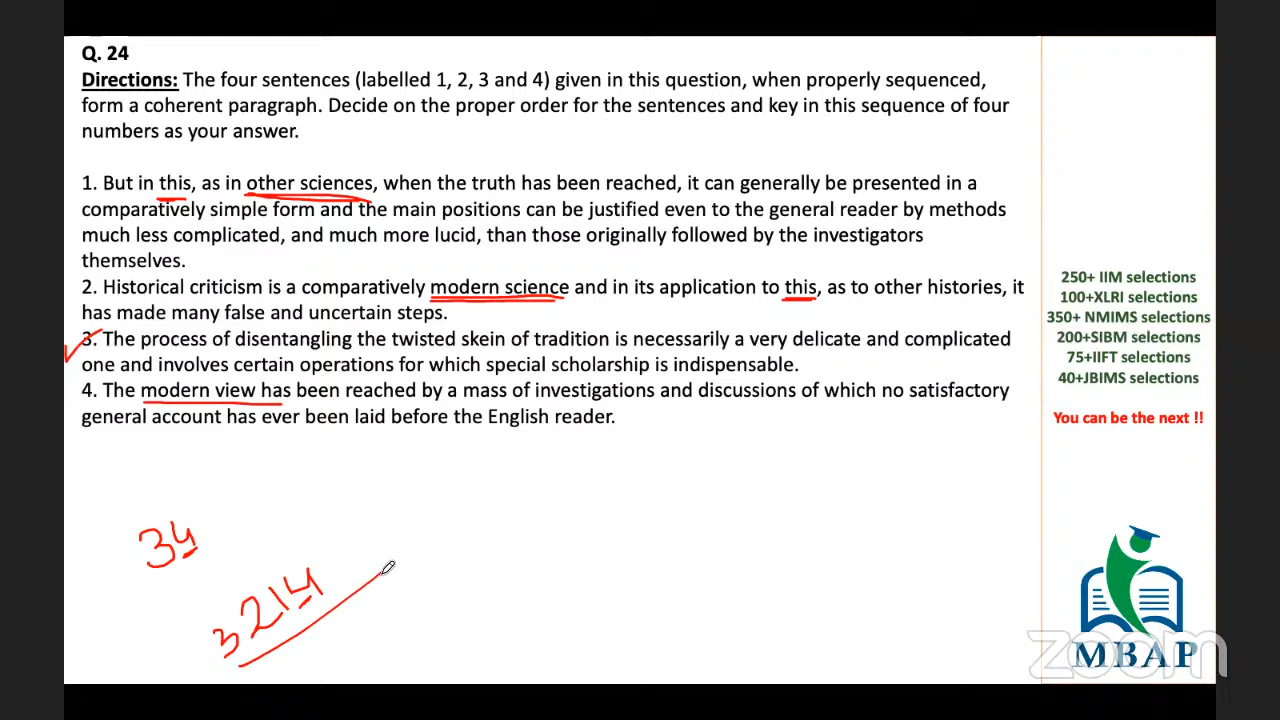 Q. 24
Directions: The four sentences (labelled 1, 2, 3 and 4) given in this question, when properly sequenced,
form a coherent paragraph. Decide on the proper order for the sentences and key in this sequence of four
numbers as your answer.
1. But in this, as in other sciences, when the truth has been reached, it can generally be presented in a
comparatively simple form and the main positions can be justified even to the general reader by methods
much less complicated, and much more lucid, than those originally followed by the investigators
themselves.
2. Historical criticism is a comparatively modern science and in its application to this, as to other histories, it
has made many false and uncertain steps.
3. The process of disentangling the twisted skein of tradition is necessarily a very delicate and complicated
one and involves certain operations for which special scholarship is indispensable.
4. The modern view has been reached by a mass of investigations and discussions of which no satisfactory
general account has ever been laid before the English reader.
34
3214
250+ IIM selections
100+XLRI selections
350+ NMIMS selections
200+SIBM selections
75+IIFT selections
40+JBIMS selections
You can be the next !!
MBAP
zoom